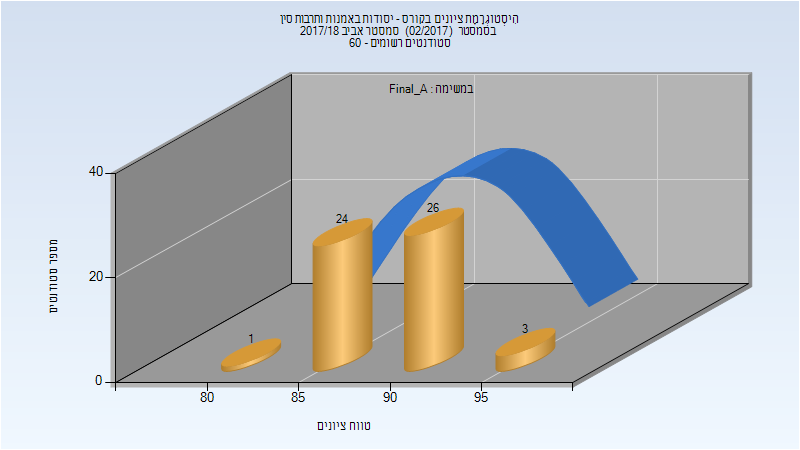 היסטוגרמת ציונים בקורס - יסודות באמנות ותרבות סין
בסמסטר (02/2017) סמסטר אביב 2017/18
סטודנטים רשומים - 60
במשימה : Final_A
מספר סטודנטים
40
20
0
1
24
26
3
80
85
90
95
טווח ציונים